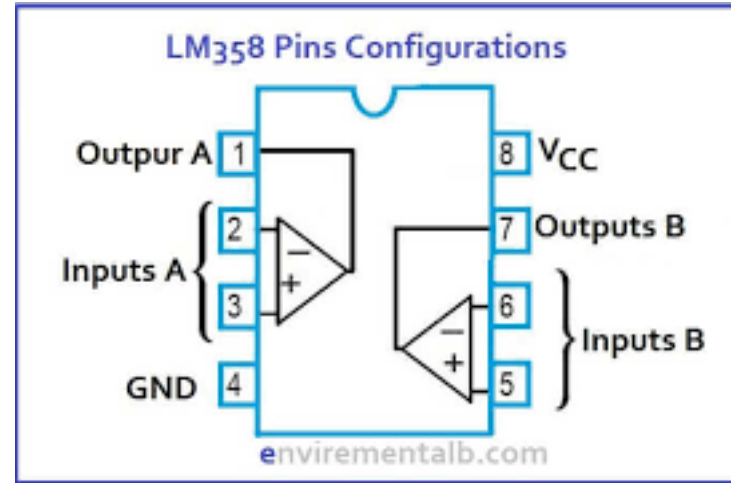 LM358 Pins Configurations
Outpur A 1
8 VCC
2
7 Outputs B
Inputs A
−
+
3
6
−
+
Inputs B
GND 4
5
envirementalb.com